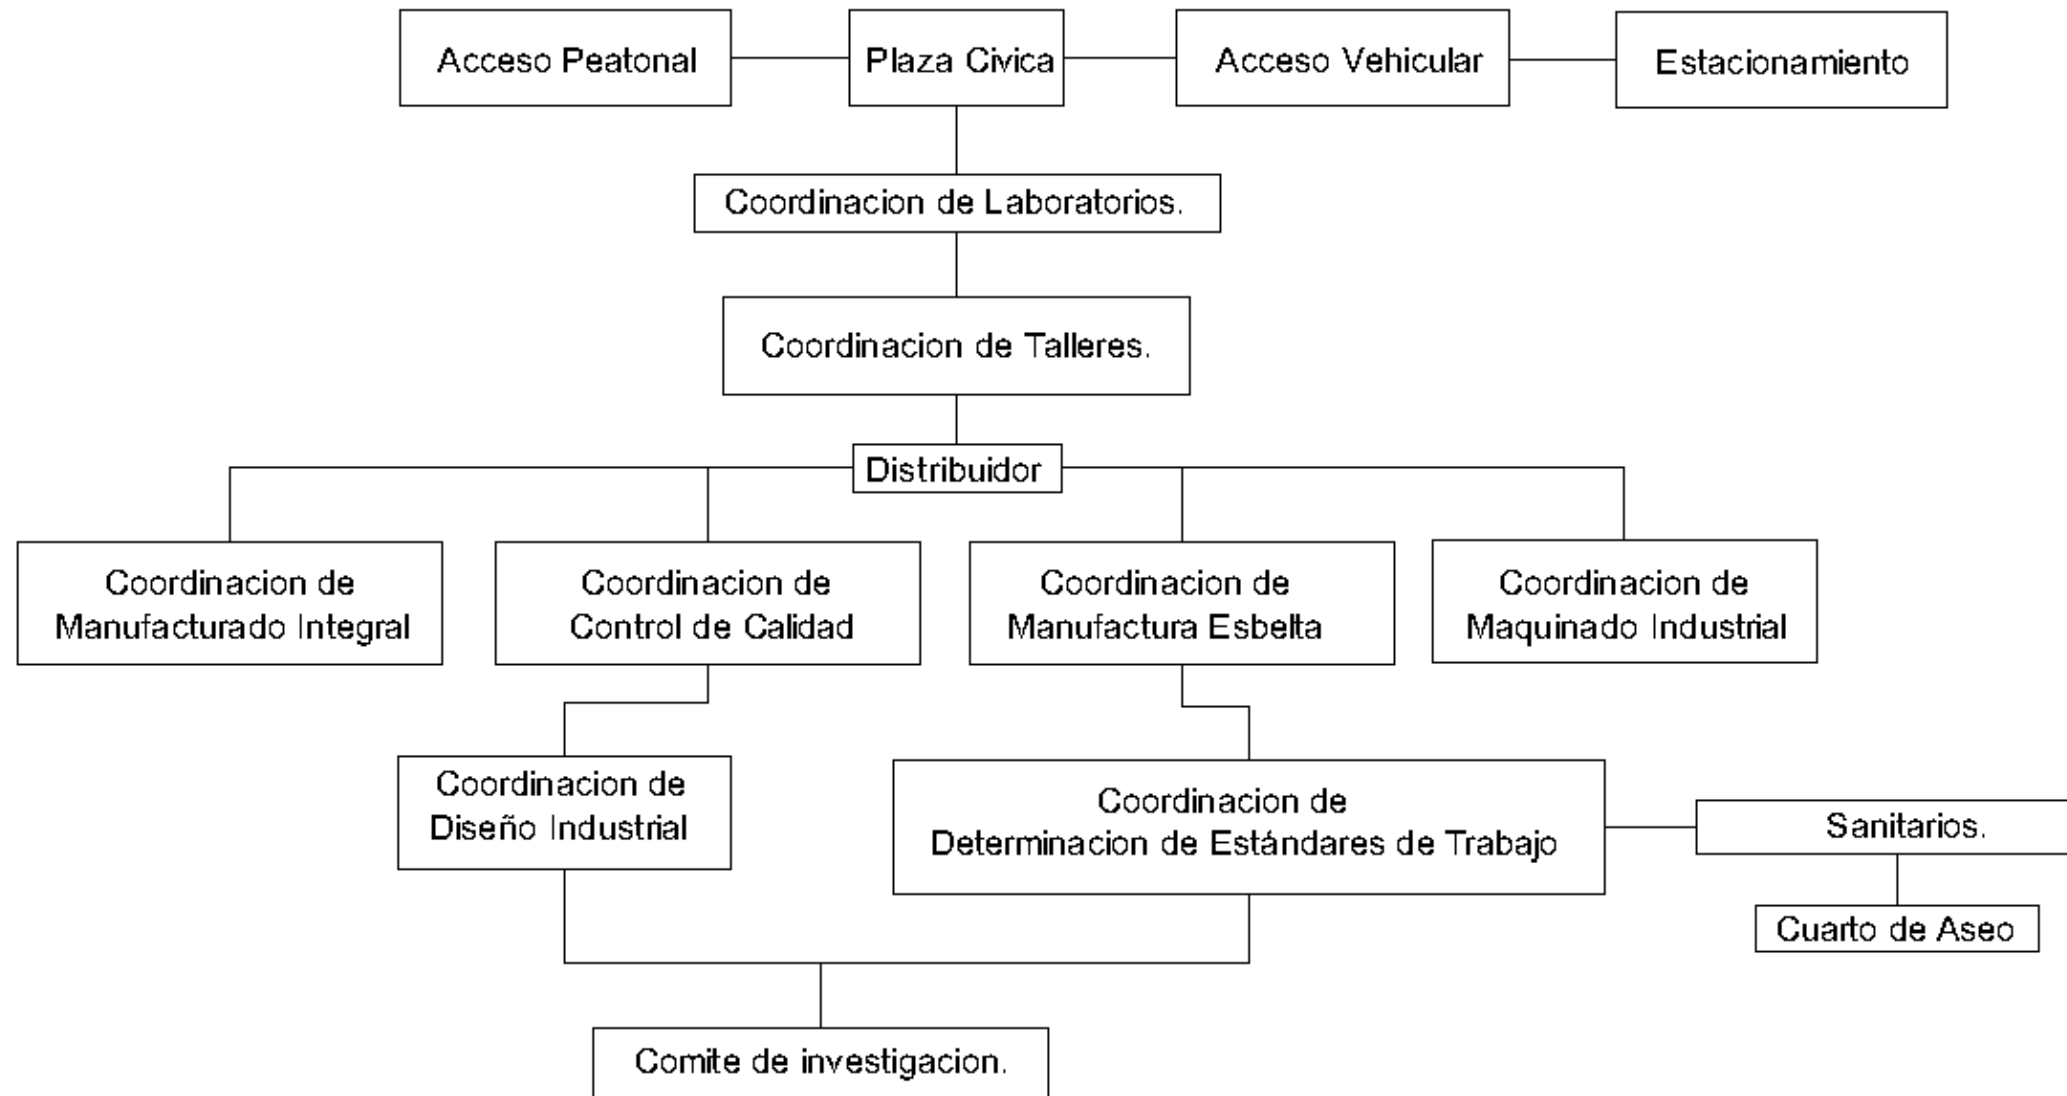 Acceso Peatonal
Plaza Civica
Acceso Vehicular
Estacionamiento
Coordinacion de Laboratorios.
Coordinacion de Talleres.
Distribuidor
Coordinacion de
Manufacturado Integral
Coordinacion de
Control de Calidad
Coordinacion de
Manufactura Esbelta
Coordinacion de
Maquinado Industrial
Coordinacion de
Diseño Industrial
Coordinacion de
Determinacion de Estándares de Trabajo
Sanitarios.
Cuarto de Aseo
Comite de investigacion.